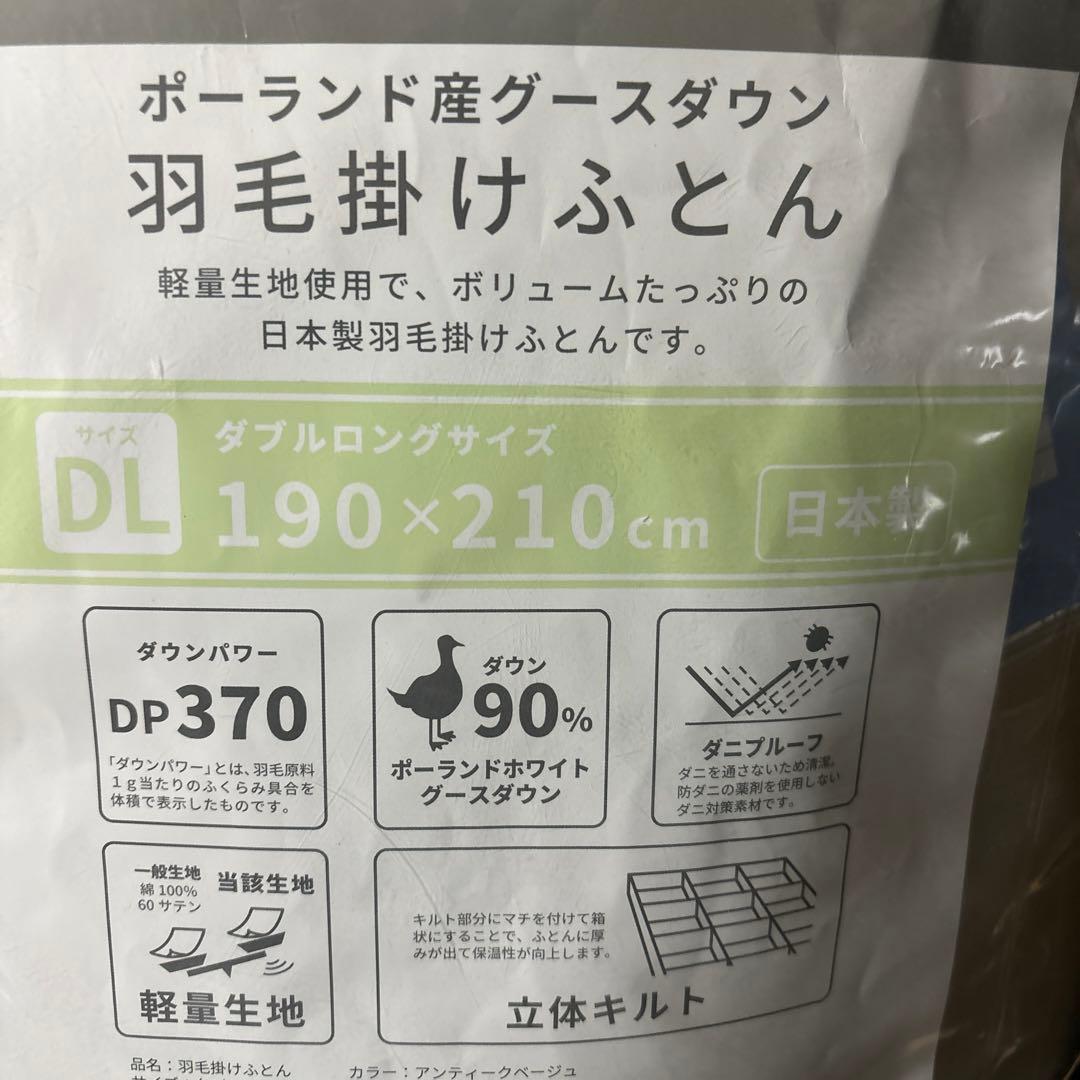 ポーランド産グースダウン
羽毛掛けふとん
軽量生地使用で、ボリュームたっぷりの
日本製羽毛掛けふとんです。
サイズ
DL
ダブルロングサイズ
190×210cm
日本製
ダウンパワー
DP370
「ダウンパワー」とは、羽毛原料
1g当たりのふくらみ具合を
体積で表示したものです。
ダウン
90%
ポーランドホワイト
グースダウン
ダニプルーフ
ダニを通さないため清潔。
防ダニの薬剤を使用しない
ダニ対策素材です。
一般生地
綿100%
60サテン
当該生地
軽量生地
キルト部分にマチを付けて箱
状にすることで、ふとんに厚
みが出て保温性が向上します。
立体キルト
品名：羽毛掛けふとん
カラー：アンティークベージュ